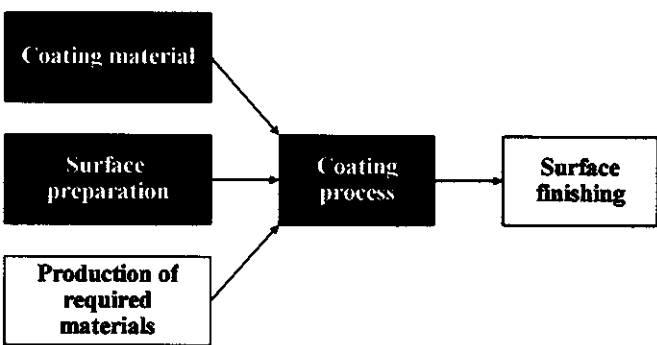 Coating material
Surface
preparation
Production of
required
materials
Coating
process
Surface
finishing